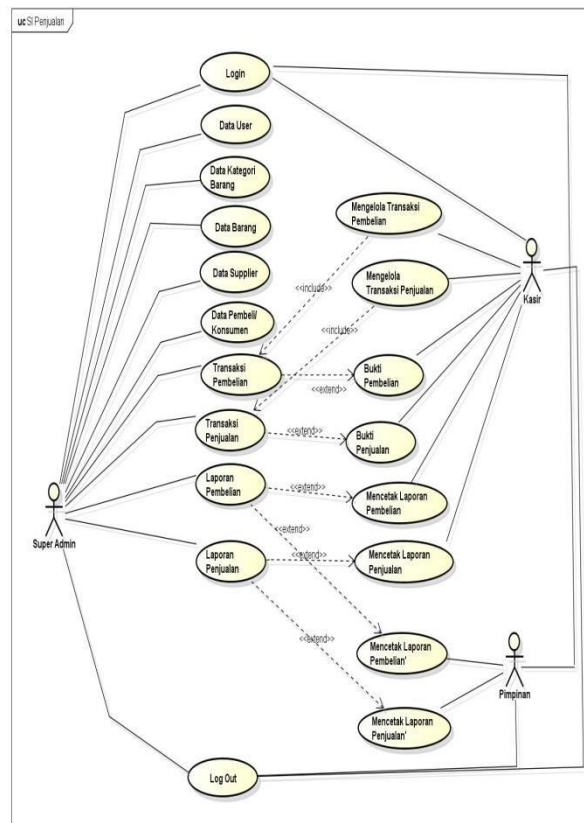 uc SI Penjualan
Login
Data User
Data Kategori
Barang
Data Barang
Data Supplier
Data Pembeli/
Konsumen
Transaksi
Pembelian
Transaksi
Penjualan
Laporan
Pembelian
Laporan
Penjualan
Super Admin
Log Out
Mengelola Transaksi
Pembelian
Mengelola
Transaksi Penjualan
<<include>>
<<include>>
Kasir
Bukti
Pembelian
<<extend>>
Bukti
Penjualan
<<extend>>
Mencetak Laporan
Pembelian
<<extend>>
<<extend>>
Mencetak Laporan
Penjualan
<<extend>>
<<extend>>
Mencetak Laporan
Pembelian'
Mencetak Laporan
Penjualan'
Pimpinan